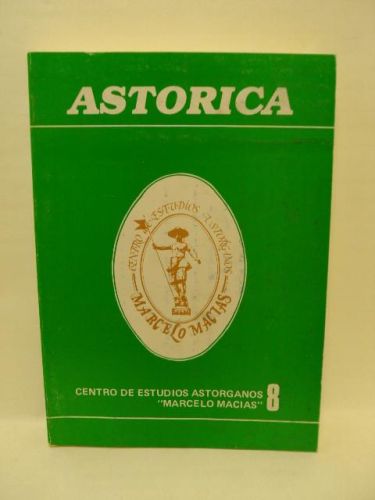 ASTORICA
CENTRO DE ESTUDIOS ASTORGANOS
MARCELO MACIAS
CENTRO DE ESTUDIOS ASTORGANOS 8
"MARCELO MACIAS"